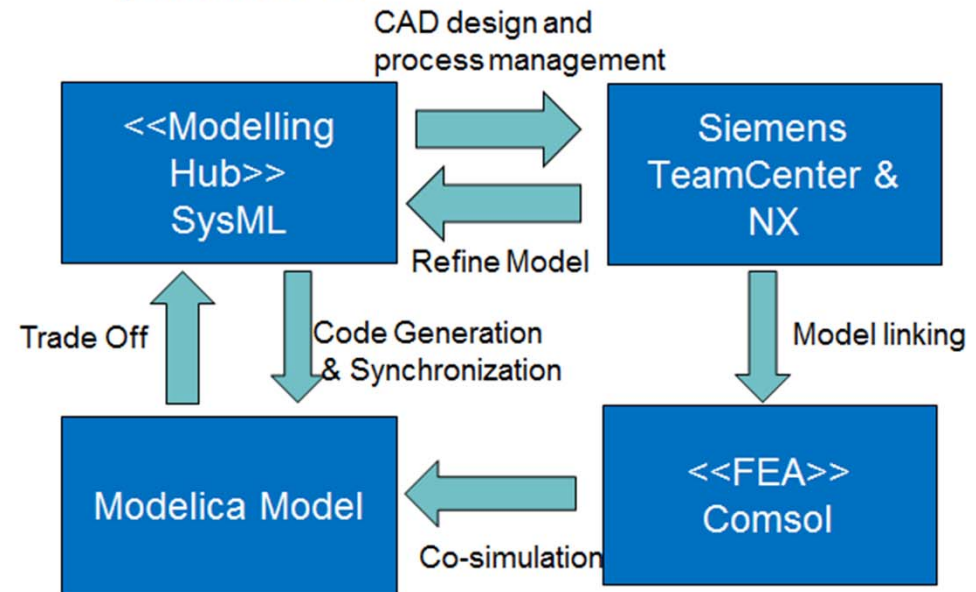 CAD design and
process management
<<Modelling
Hub>>
SysML
Siemens
TeamCenter &
NX
Refine Model
Trade Off
Code Generation
& Synchronization
Model linking
Modelica Model
<<FEA>>
Comsol
Co-simulation